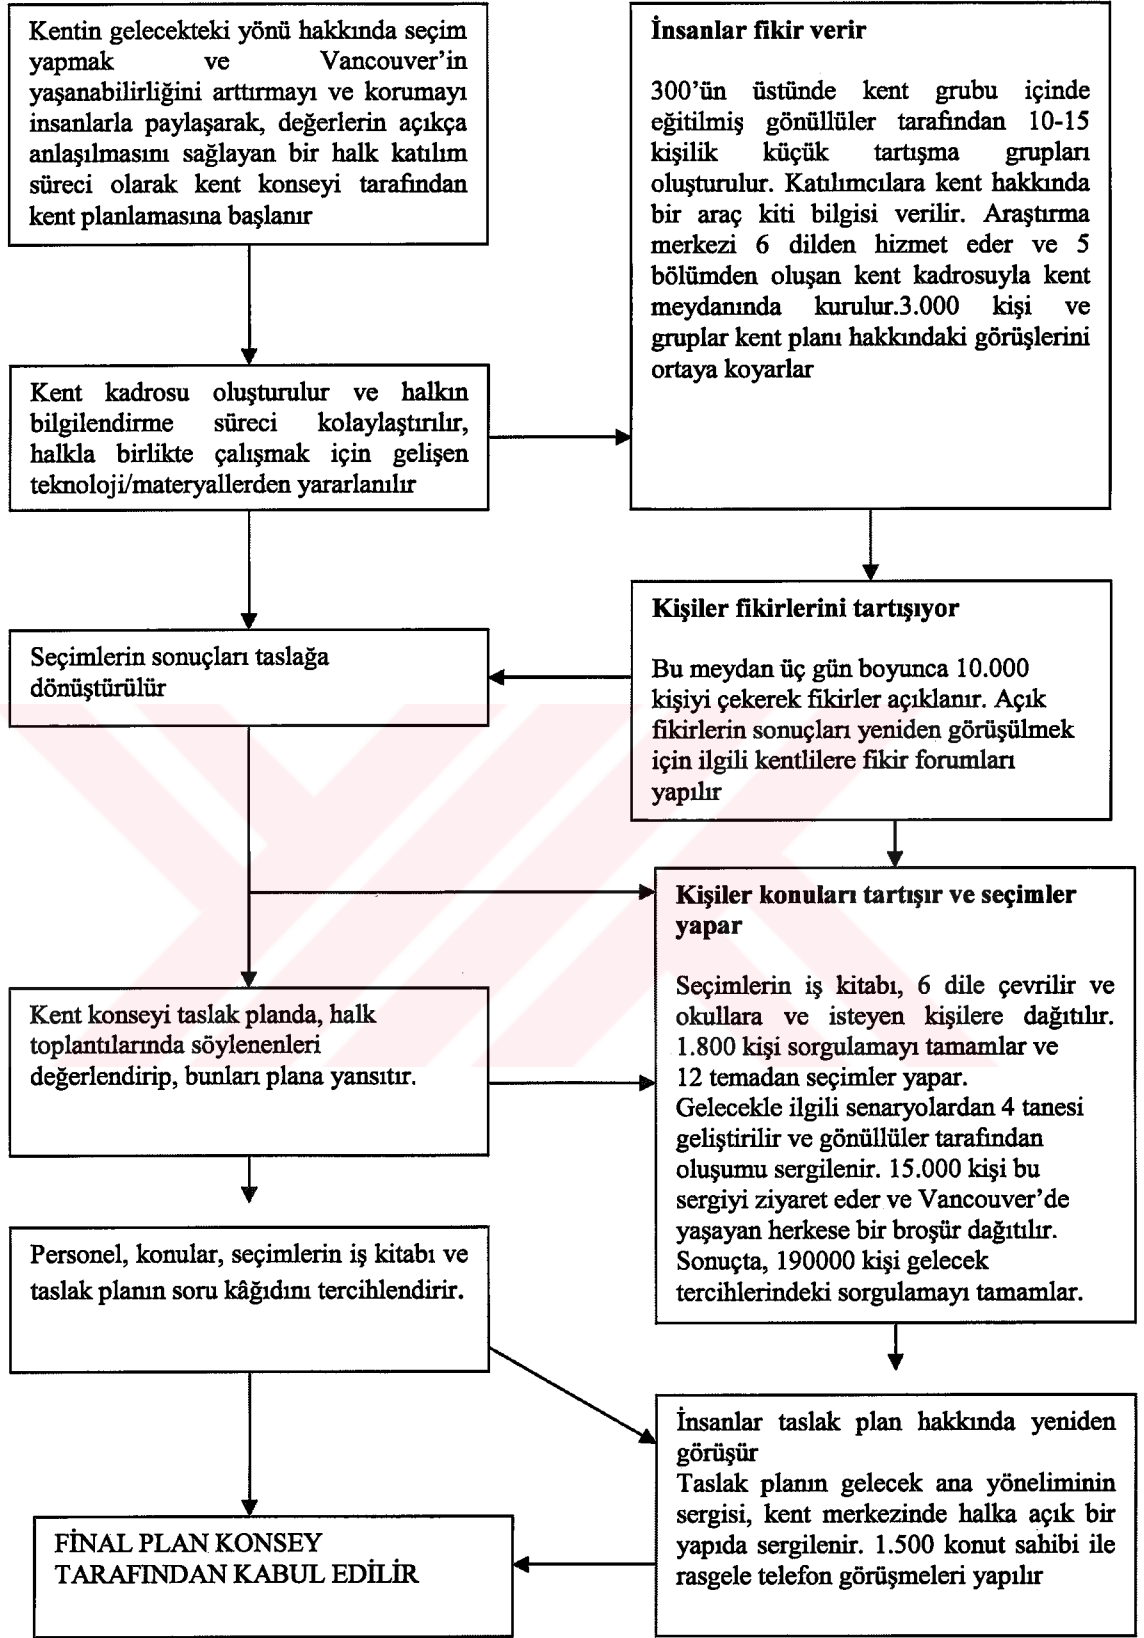 Kentin gelecekteki yönü hakkında seçim
yapmak ve Vancouver'in
yaşanabilirliğini arttırmayı ve korumayı
insanlarla paylaşarak, değerlerin açıkça
anlaşılmasını sağlayan bir halk katılım
süreci olarak kent konseyi tarafından
kent planlamasına başlanır
İnsanlar fikir verir
300'ün üstünde kent grubu içinde
eğitilmiş gönüllüler tarafından 10-15
kişilik küçük tartışma grupları
oluşturulur. Katılımcılara kent hakkında
bir araç kiti bilgisi verilir. Araştırma
merkezi 6 dilden hizmet eder ve 5
bölümden oluşan kent kadrosuyla kent
meydanında kurulur.3.000 kişi ve
gruplar kent planı hakkındaki görüşlerini
ortaya koyarlar
Kent kadrosu oluşturulur ve halkın
bilgilendirme süreci kolaylaştırılır,
halkla birlikte çalışmak için gelişen
teknoloji/materyallerden yararlanılır
Kişiler fikirlerini tartışıyor
Bu meydan üç gün boyunca 10.000
kişiyi çekerek fikirler açıklanır. Açık
fikirlerin sonuçları yeniden görüşülmek
için ilgili kentlilere fikir forumları
yapılır
Seçimlerin sonuçları taslağa
dönüştürülür
Kişiler konuları tartışır ve seçimler
yapar
Seçimlerin iş kitabı, 6 dile çevrilir ve
okullara ve isteyen kişilere dağıtılır.
1.800 kişi sorgulamayı tamamlar ve
12 temadan seçimler yapar.
Gelecekle ilgili senaryolardan 4 tanesi
geliştirilir ve gönüllüler tarafından
oluşumu sergilenir. 15.000 kişi bu
sergiyi ziyaret eder ve Vancouver'de
yaşayan herkese bir broşür dağıtılır.
Sonuçta, 190000 kişi gelecek
tercihlerindeki sorgulamayı tamamlar.
Kent konseyi taslak planda, halk
toplantılarında söylenenleri
değerlendirip, bunları plana yansıtır.
Personel, konular, seçimlerin iş kitabı ve
taslak planın soru kâğıdını tercihlendirir.
İnsanlar taslak plan hakkında yeniden
görüşür
Taslak planın gelecek ana yöneliminin
sergisi, kent merkezinde halka açık bir
yapıda sergilenir. 1.500 konut sahibi ile
rasgele telefon görüşmeleri yapılır
FİNAL PLAN KONSEY
TARAFINDAN KABUL EDİLİR